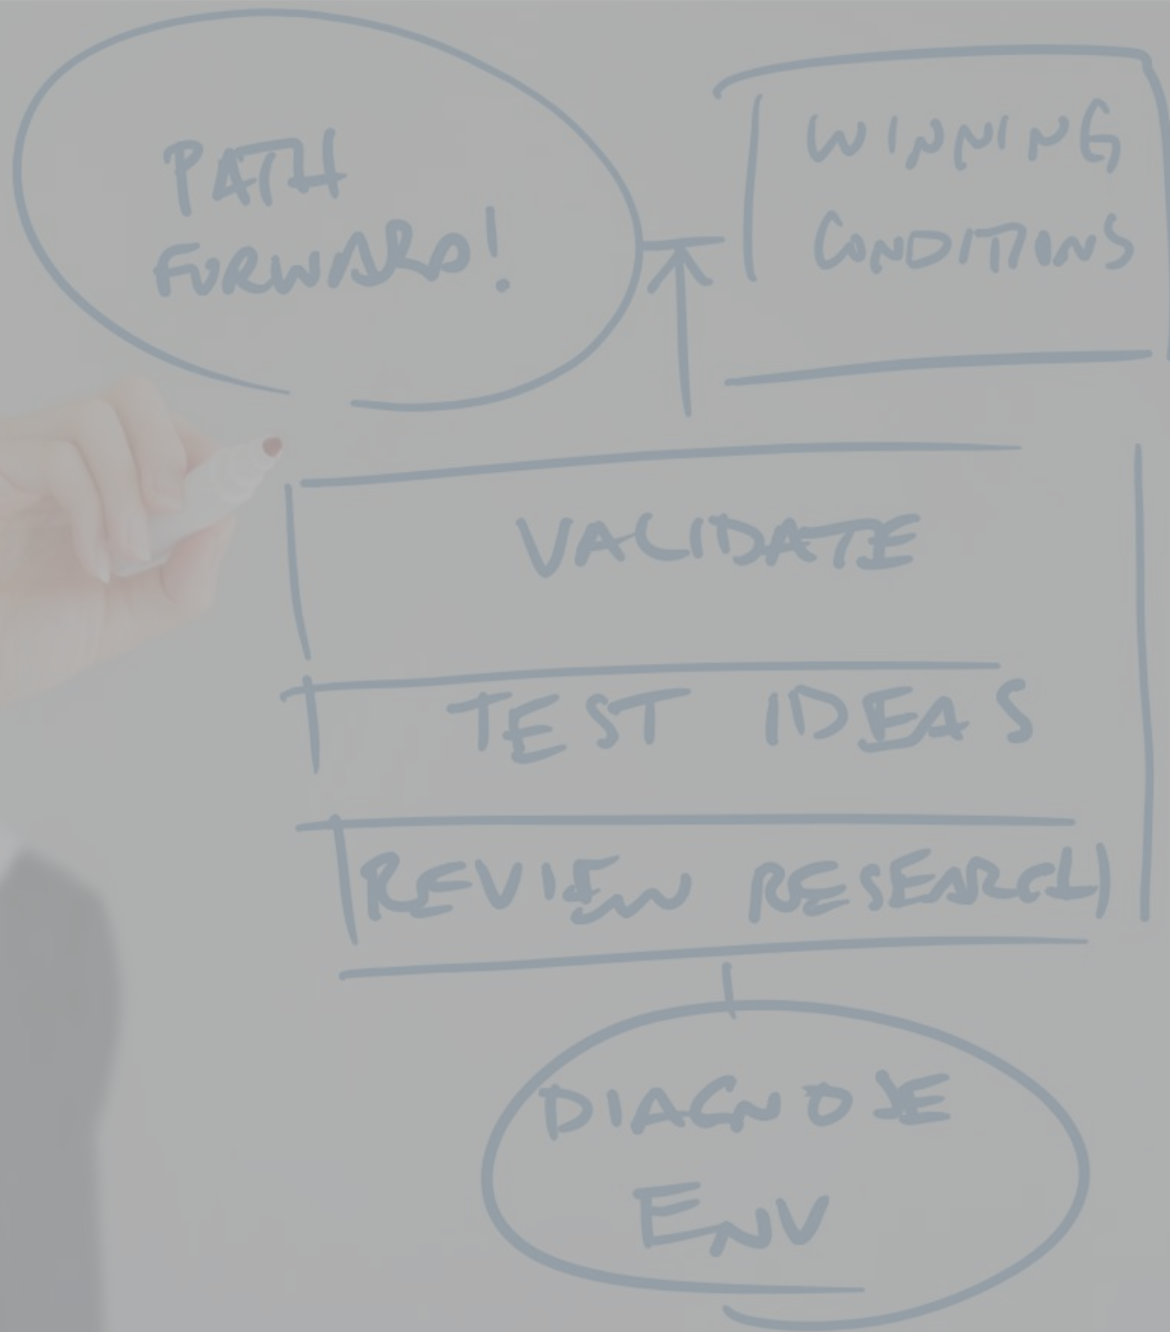 PATH
FORWARD!
WINNING
CONDITIONS
VALIDATE
TEST IDEAS
REVIEW RESEARCH
DIAGNOSE
ENV